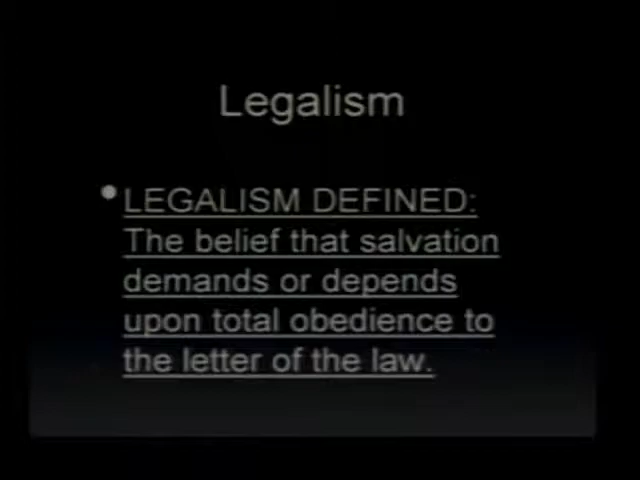 Legalism
• LEGALISM DEFINED:
The belief that salvation
demands or depends
upon total obedience to
the letter of the law.